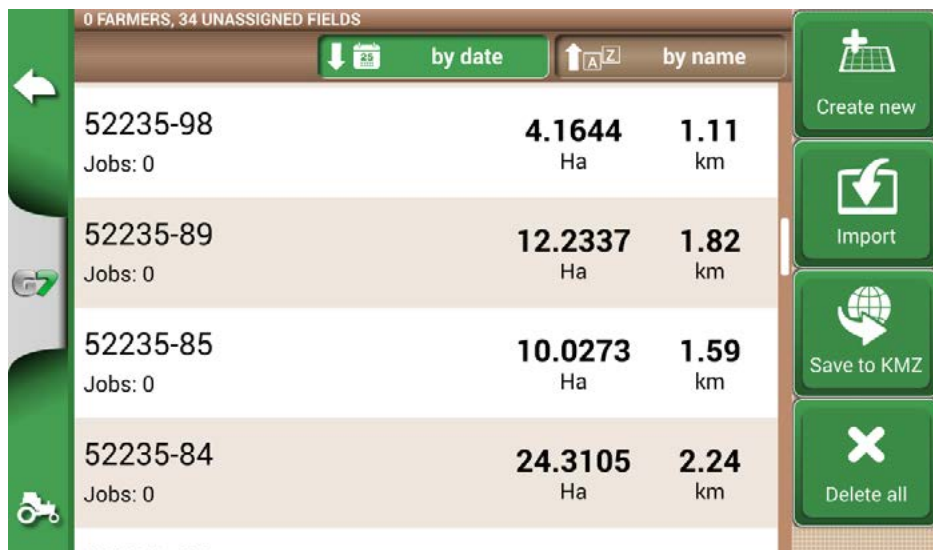 0 FARMERS, 34 UNASSIGNED FIELDS
25 by date
A Z by name
52235-98
Jobs: 0
4.1644
Ha
1.11
km
52235-89
Jobs: 0
12.2337
Ha
1.82
km
52235-85
Jobs: 0
10.0273
Ha
1.59
km
52235-84
Jobs: 0
24.3105
Ha
2.24
km
G7
Create new
Import
Save to KMZ
Delete all